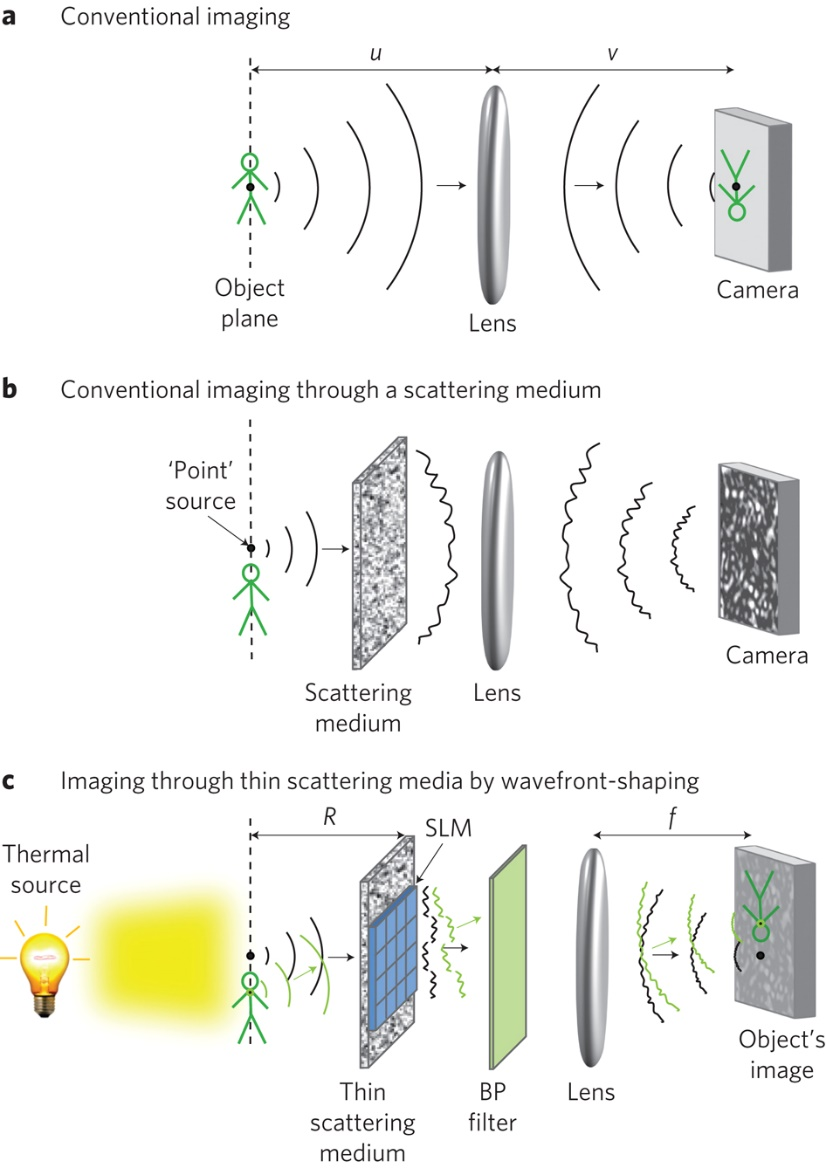 a Conventional imaging
u
v
Object
plane
Lens
Camera
b Conventional imaging through a scattering medium
'Point'
source
Scattering
medium
Lens
Camera
c Imaging through thin scattering media by wavefront-shaping
R
SLM
f
Thermal
source
Thin
scattering
medium
BP
filter
Lens
Object's
image